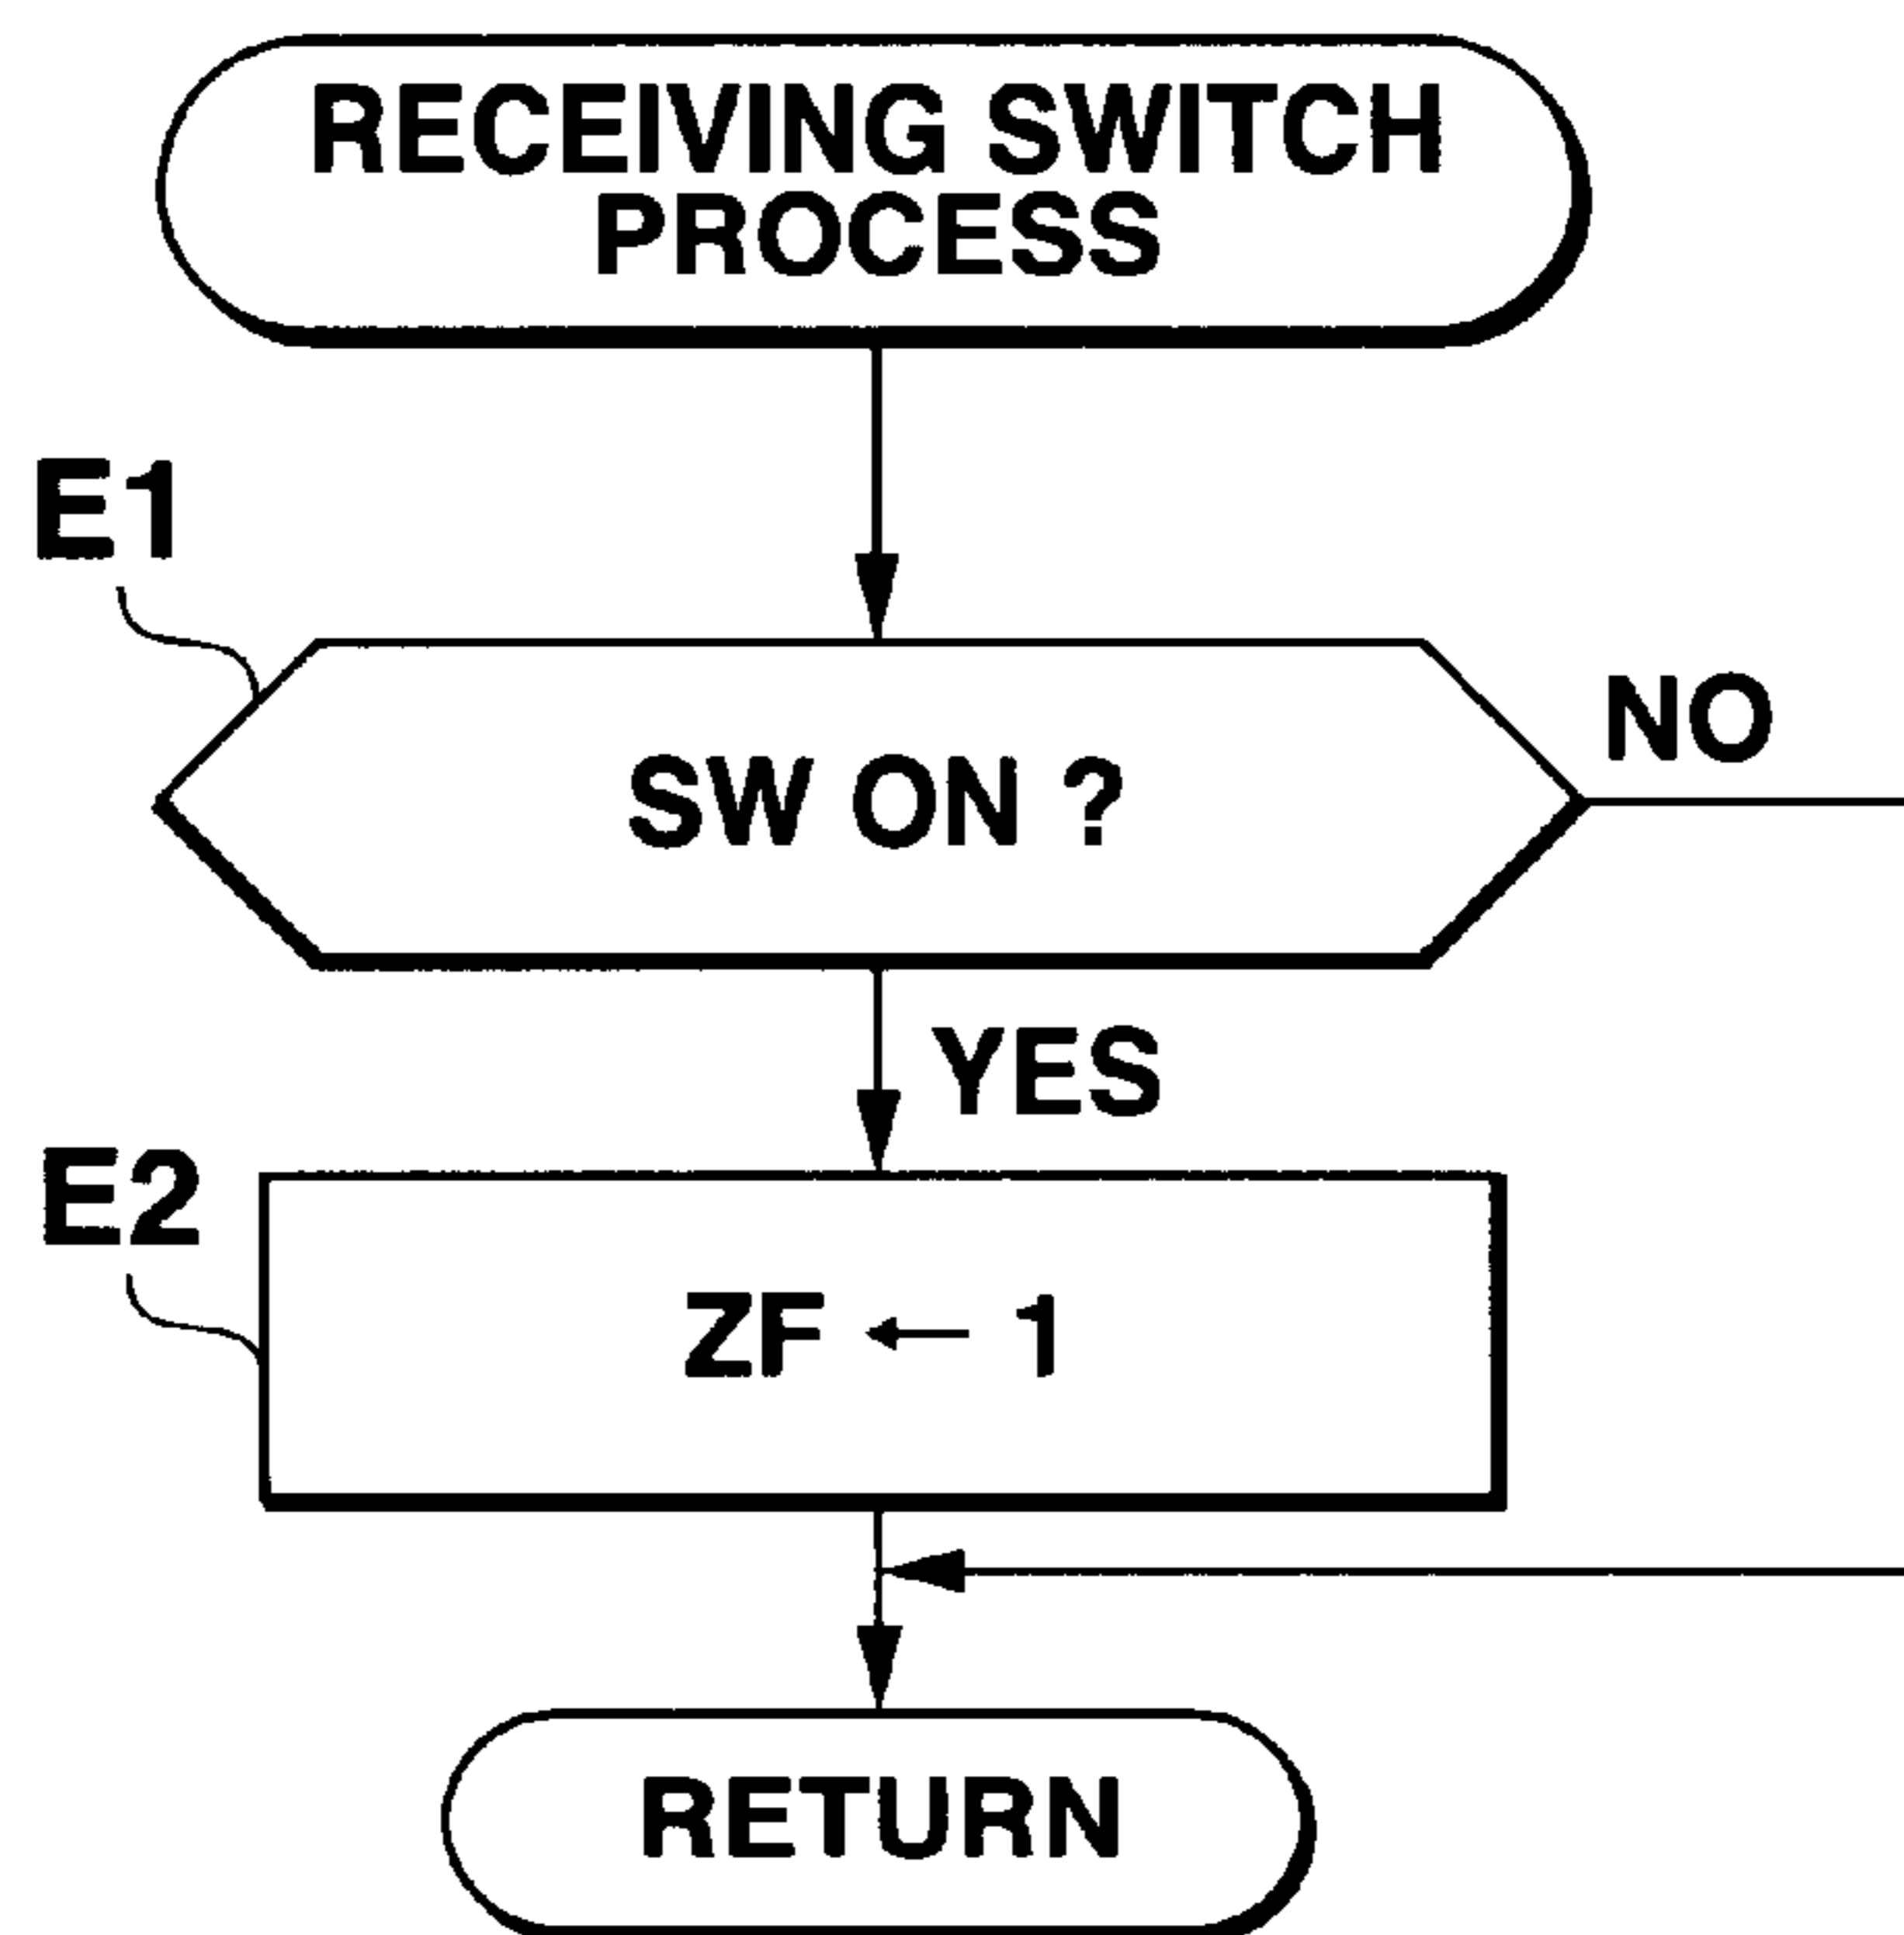 RECEIVING SWITCH
PROCESS
E1
SW ON ?
NO
YES
E2
ZF ← 1
RETURN